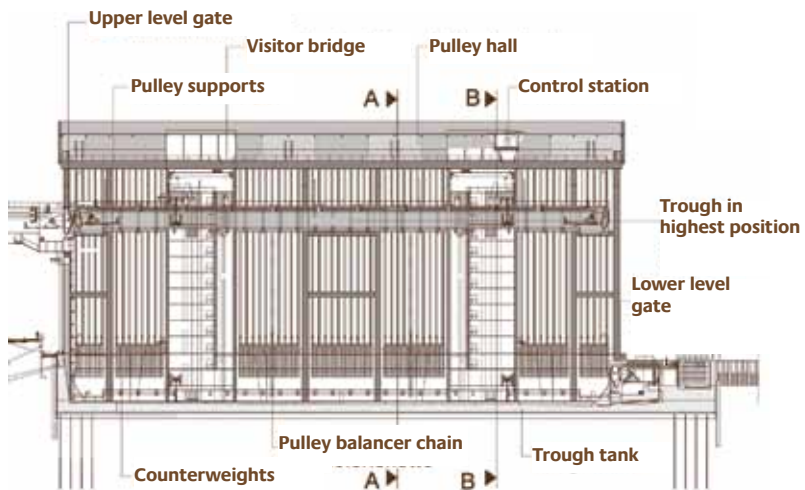 Upper level gate
Visitor bridge
Pulley hall
Pulley supports
A
B
Control station
Trough in
highest position
Lower level
gate
Pulley balancer chain
Trough tank
Counterweights
A
B